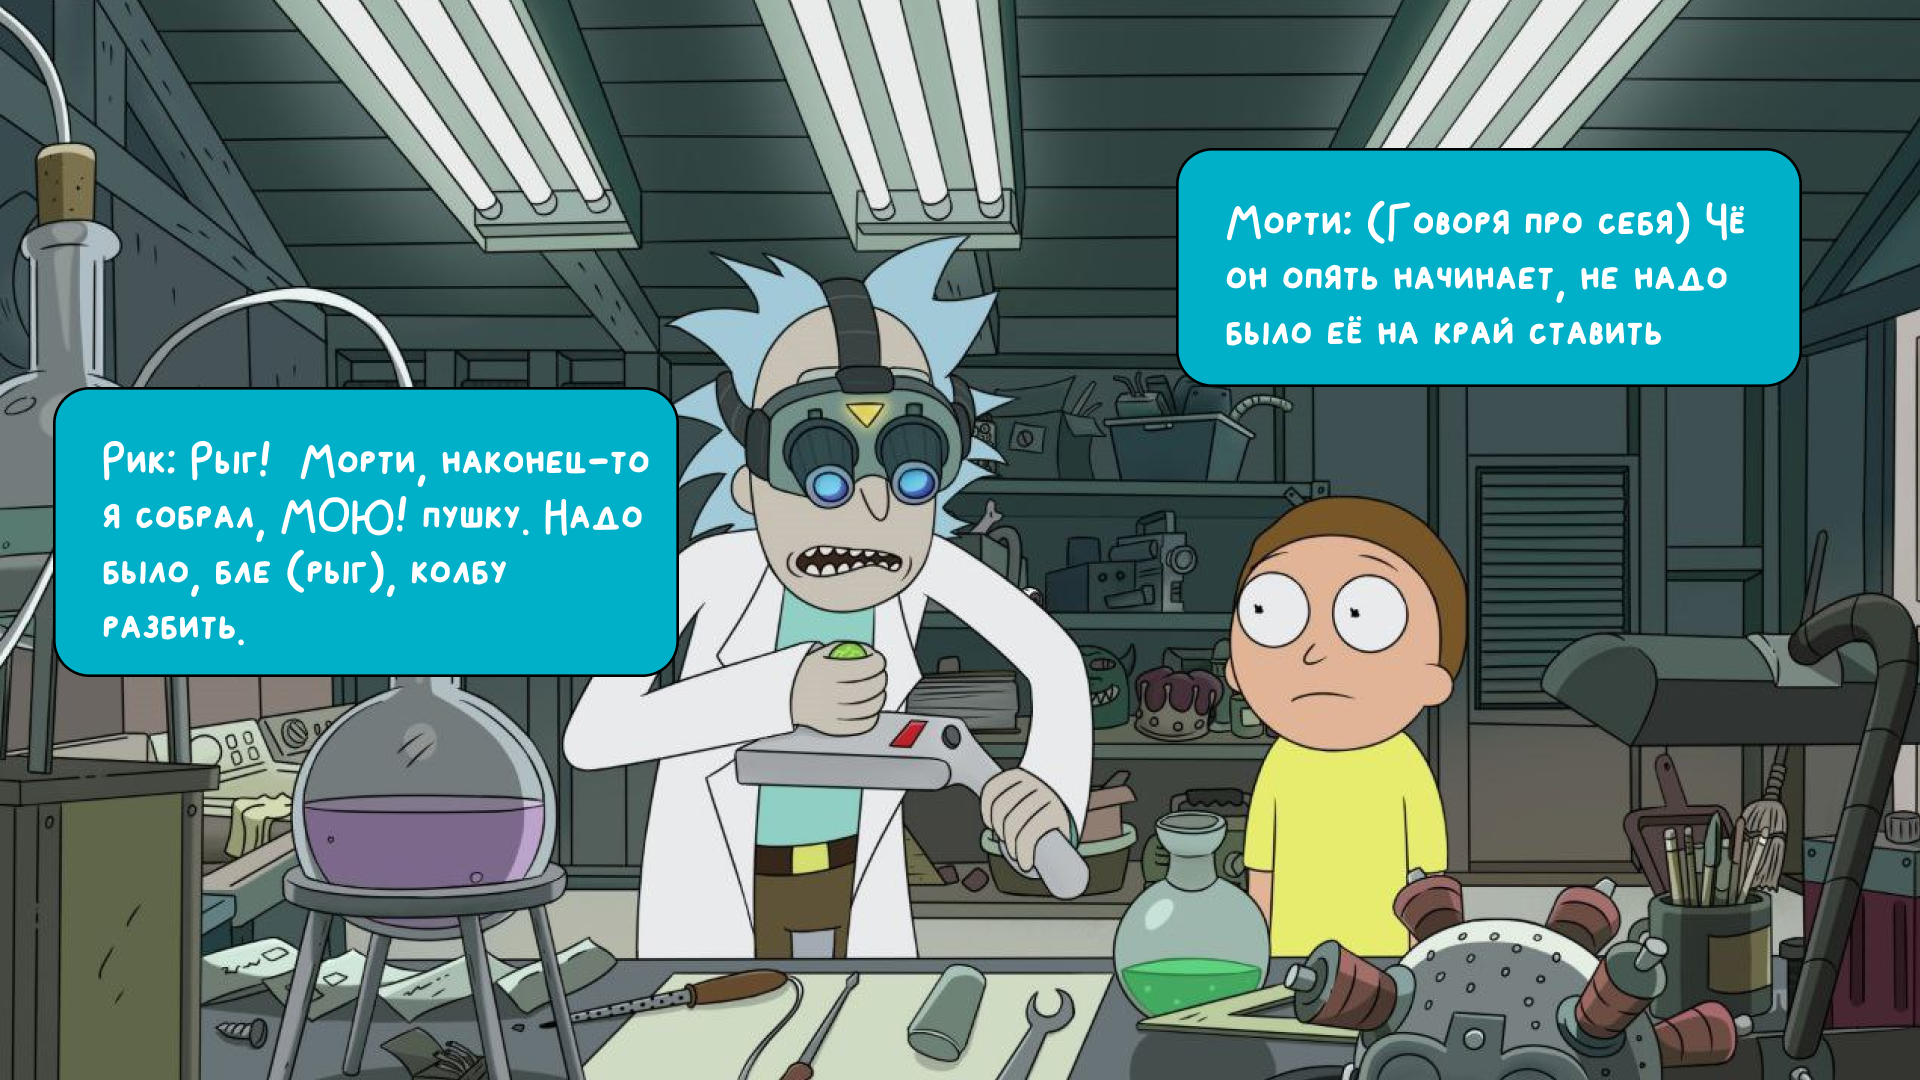 Рик: Рыг! Морти, наконец-то
я собрал, МОЮ! пушку. Надо
было, бле (рыг), колбу
разбить.
Морти: (Говоря про себя) Чё
он опять начинает, не надо
было её на край ставить